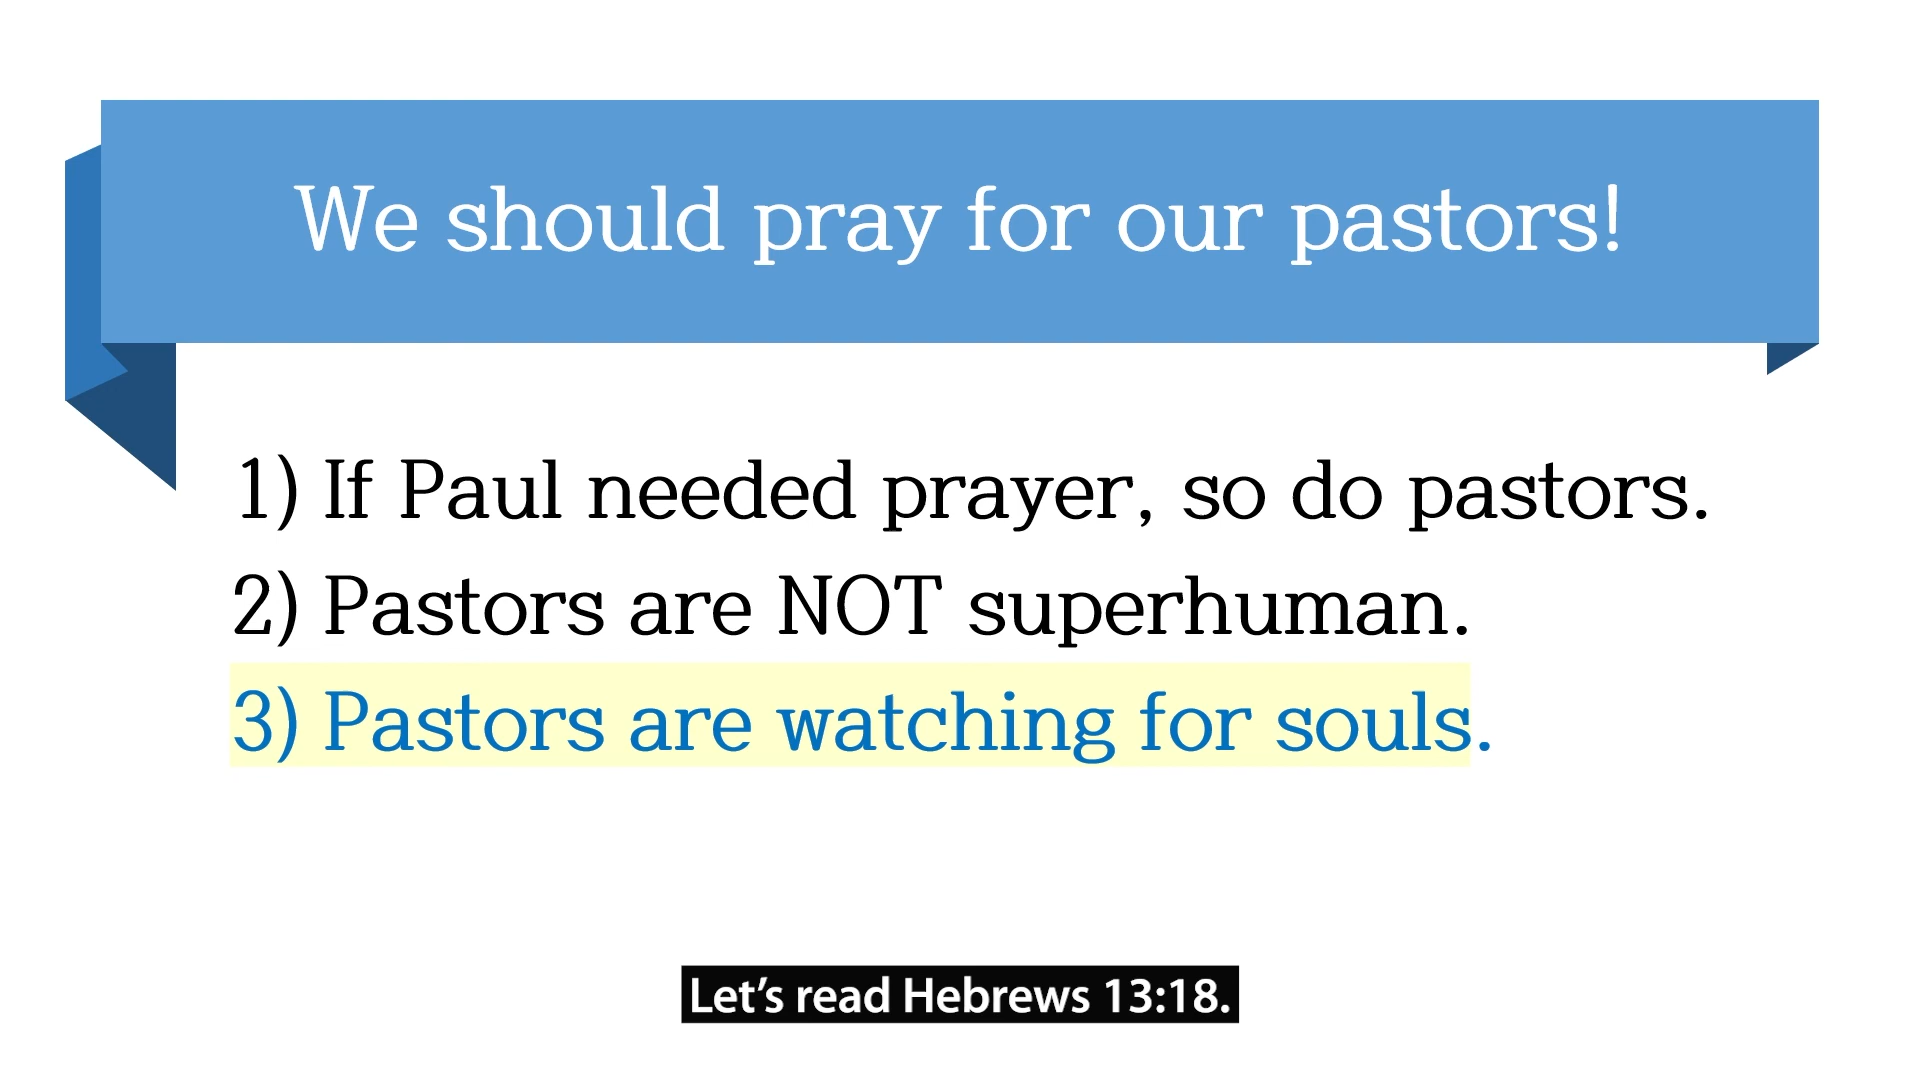 We should pray for our pastors!
1) If Paul needed prayer, so do pastors.
2) Pastors are NOT superhuman.
3) Pastors are watching for souls.
Let’s read Hebrews 13:18.